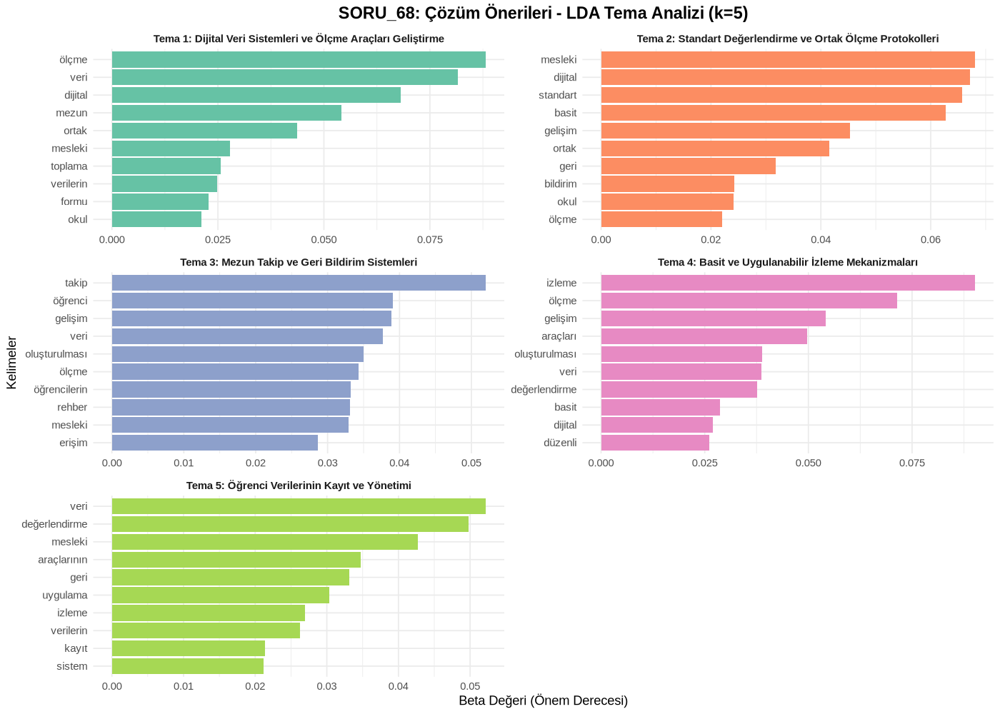 SORU_68: Çözüm Önerileri - LDA Tema Analizi (k=5)
Tema 1: Dijital Veri Sistemleri ve Ölçme Araçları Geliştirme
ölçme
veri
dijital
mezun
ortak
mesleki
toplama
verilerin
formu
okul
0.000 0.025 0.050 0.075
Tema 2: Standart Değerlendirme ve Ortak Ölçme Protokolleri
mesleki
dijital
standart
basit
gelişim
ortak
geri
bildirim
okul
ölçme
0.00 0.02 0.04 0.06
Tema 3: Mezun Takip ve Geri Bildirim Sistemleri
takip
öğrenci
gelişim
veri
oluşturulması
ölçme
öğrencilerin
rehber
mesleki
erişim
0.00 0.01 0.02 0.03 0.04 0.05
Tema 4: Basit ve Uygulanabilir İzleme Mekanizmaları
izleme
ölçme
gelişim
araçları
oluşturulması
veri
değerlendirme
basit
dijital
düzenli
0.000 0.025 0.050 0.075
Tema 5: Öğrenci Verilerinin Kayıt ve Yönetimi
veri
değerlendirme
mesleki
araçlarının
geri
uygulama
izleme
verilerin
kayıt
sistem
0.00 0.01 0.02 0.03 0.04 0.05
Kelimeler
Beta Değeri (Önem Derecesi)